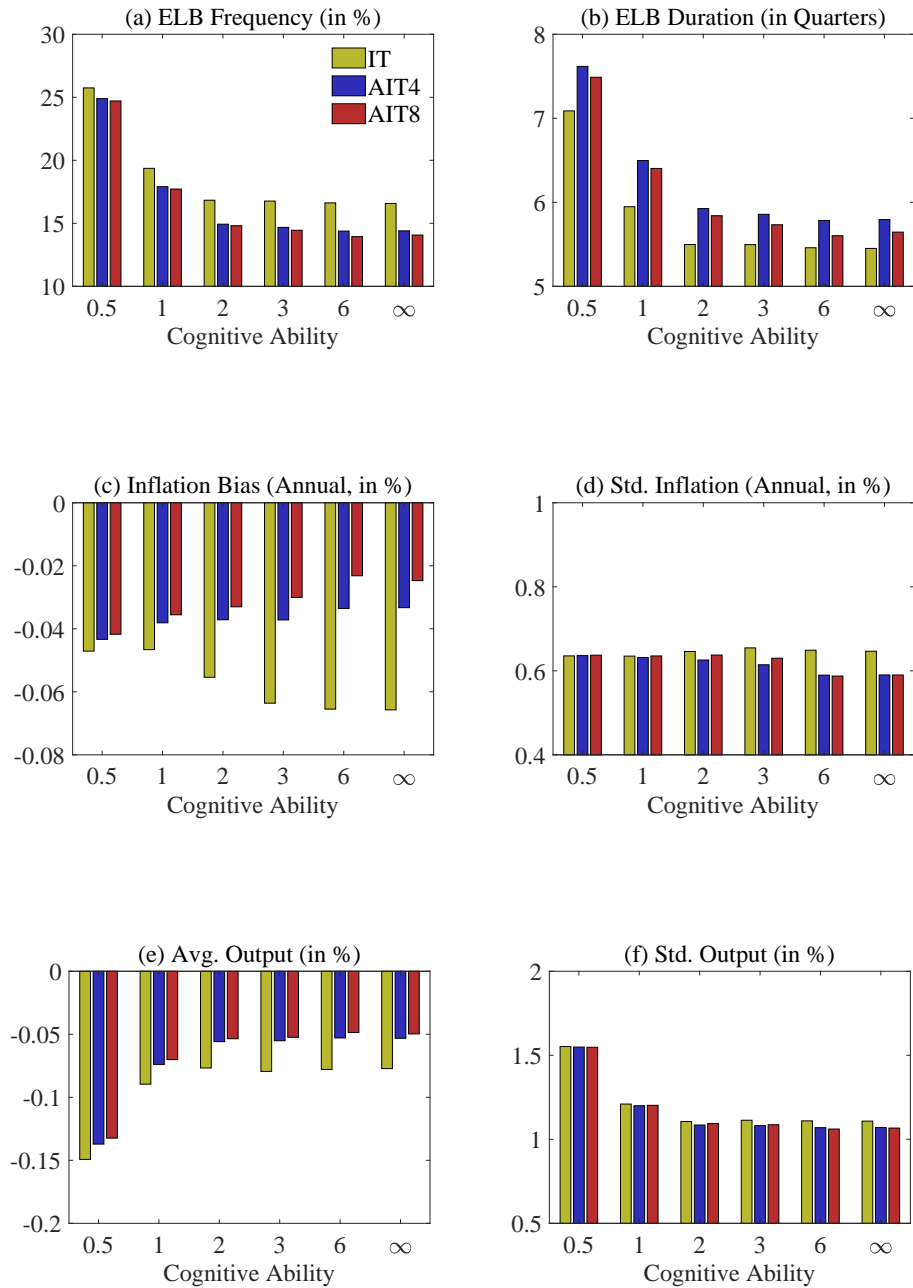 (a) ELB Frequency (in %)
30
25
20
15
10
IT
AIT4
AIT8
0.5 1 2 3 6 ∞
Cognitive Ability
(b) ELB Duration (in Quarters)
8
7
6
5
0.5 1 2 3 6 ∞
Cognitive Ability
(c) Inflation Bias (Annual, in %)
0
-0.02
-0.04
-0.06
-0.08
0.5 1 2 3 6 ∞
Cognitive Ability
(d) Std. Inflation (Annual, in %)
1
0.8
0.6
0.4
0.5 1 2 3 6 ∞
Cognitive Ability
(e) Avg. Output (in %)
0
-0.05
-0.1
-0.15
-0.2
0.5 1 2 3 6 ∞
Cognitive Ability
(f) Std. Output (in %)
2
1.5
1
0.5
0.5 1 2 3 6 ∞
Cognitive Ability